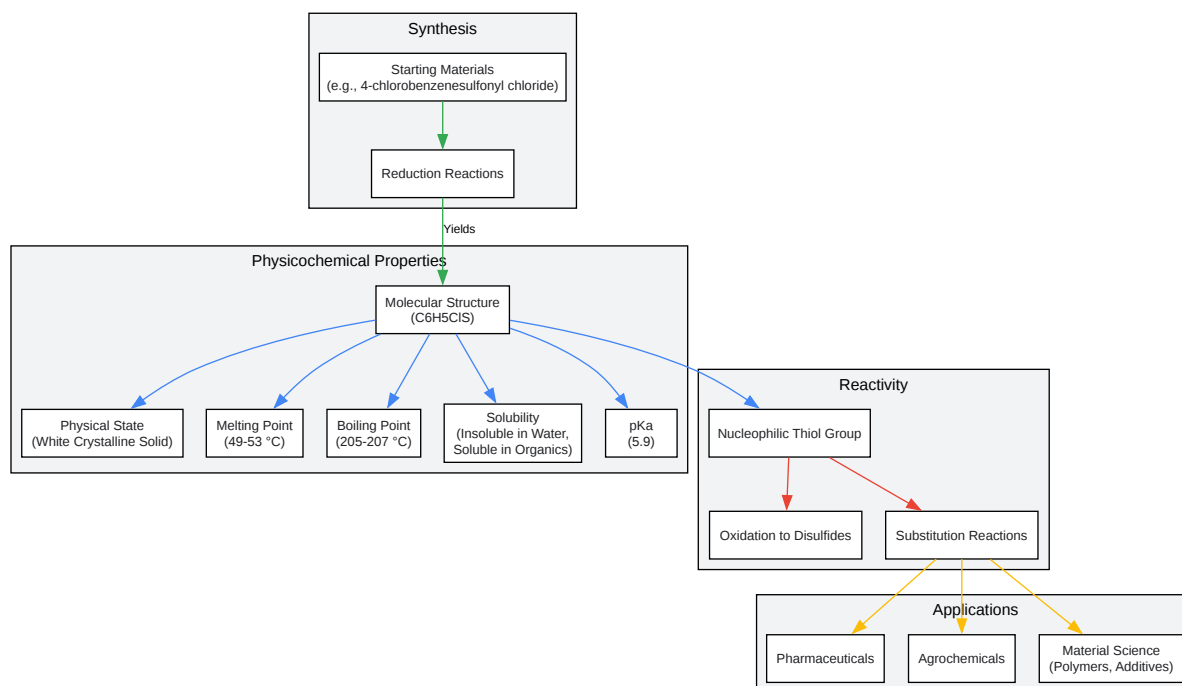 Synthesis
Starting Materials
(e.g., 4-chlorobenzenesulfonyl chloride)
Reduction Reactions
Yields
Physicochemical Properties
Molecular Structure
(C6H5ClS)
Physical State
(White Crystalline Solid)
Melting Point
(49-53 °C)
Boiling Point
(205-207 °C)
Solubility
(Insoluble in Water,
Soluble in Organics)
pKa
(5.9)
Reactivity
Nucleophilic Thiol Group
Oxidation to Disulfides
Substitution Reactions
Applications
Pharmaceuticals
Agrochemicals
Material Science
(Polymers, Additives)